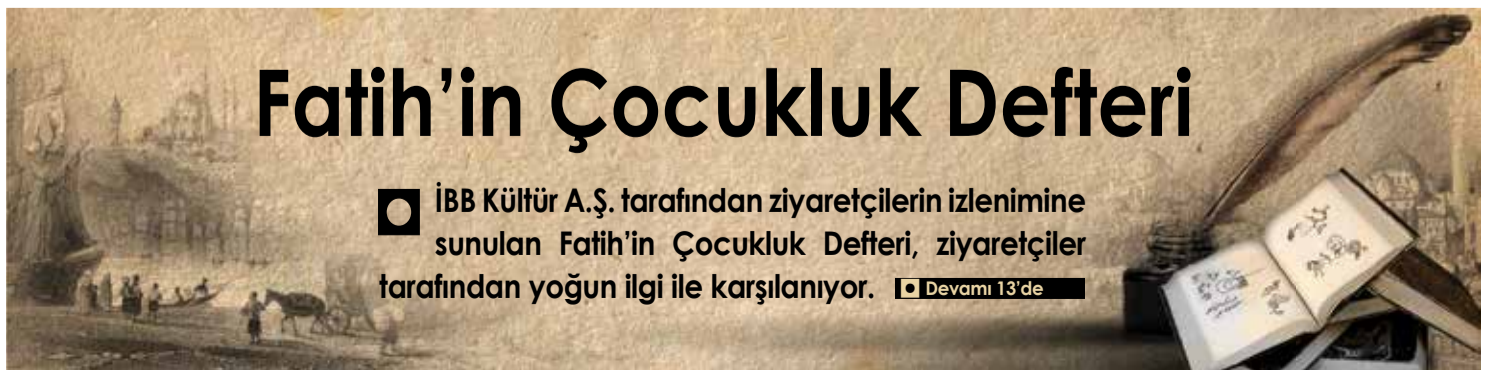 Fatih’in Çocukluk Defteri
İBB Kültür A.Ş. tarafından ziyaretçilerin izlenimine
sunulan Fatih’in Çocukluk Defteri, ziyaretçiler
tarafından yoğun ilgi ile karşılanıyor. Devamı 13’de